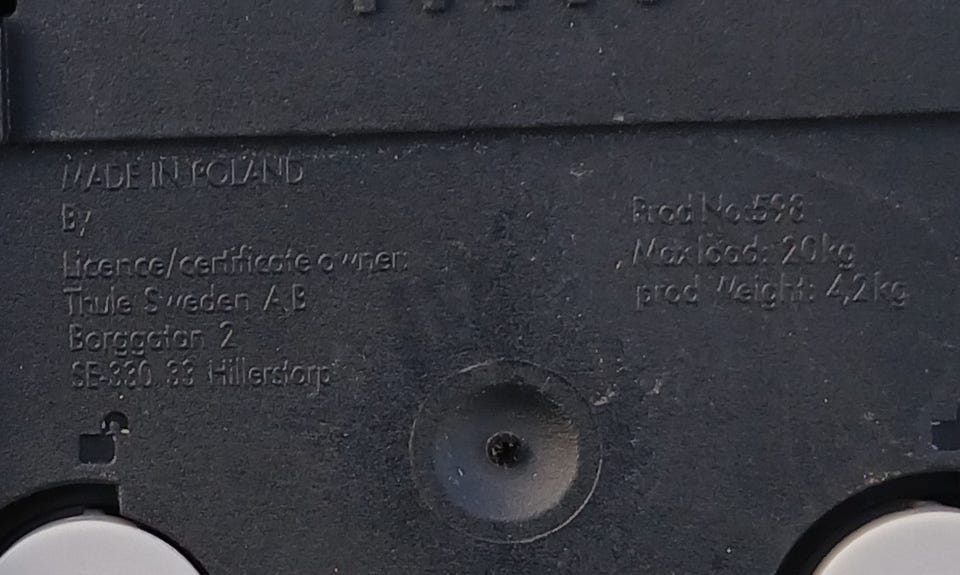 MADE IN POLAND
By
Licence/certificate owner:
Thule Sweden AB
Borggatan 2
SE-330 33 Hillerstorp
Prod No:598
Max load: 20kg
prod Weight: 4,2kg